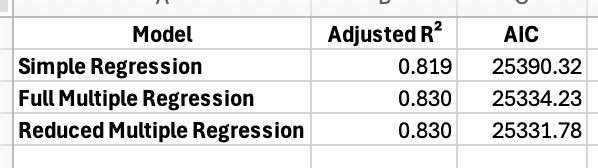 Model Adjusted R² AIC
Simple Regression 0.819 25390.32
Full Multiple Regression 0.830 25334.23
Reduced Multiple Regression 0.830 25331.78